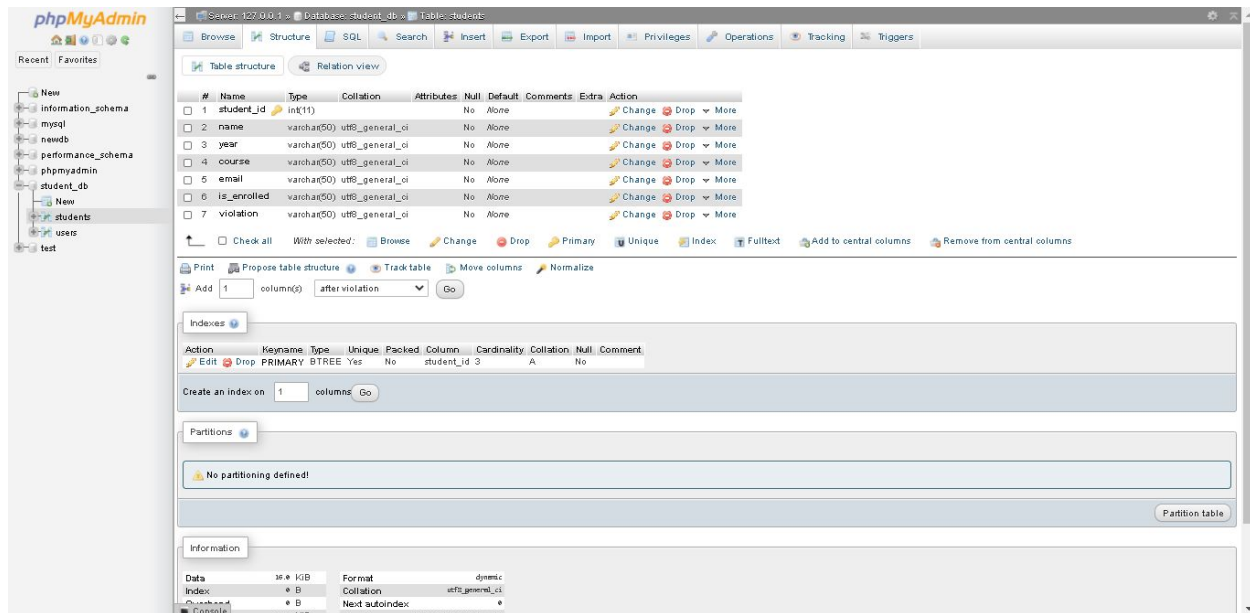 phpMyAdmin
Recent Favorites
New
information_schema
mysql
newdb
performance_schema
phpmyadmin
student_db
New
students
users
test
Server: 127.0.0.1 » Database: student_db » Table: students
Browse Structure SQL Search Insert Export Import Privileges Operations Tracking Triggers
Table structure Relation view
# Name Type Collation Attributes Null Default Comments Extra Action
1 student_id int(11) No None Change Drop More
2 name varchar(50) utf8_general_ci No None Change Drop More
3 year varchar(50) utf8_general_ci No None Change Drop More
4 course varchar(50) utf8_general_ci No None Change Drop More
5 email varchar(50) utf8_general_ci No None Change Drop More
6 is_enrolled varchar(50) utf8_general_ci No None Change Drop More
7 violation varchar(50) utf8_general_ci No None Change Drop More
Check all With selected: Browse Change Drop Primary Unique Index Fulltext Add to central columns Remove from central columns
Print Propose table structure Track table Move columns Normalize
Add 1 column(s) after violation Go
Indexes
Action Keyname Type Unique Packed Column Cardinality Collation Null Comment
Edit Drop PRIMARY BTREE Yes No student_id 3 A No
Create an index on 1 columns Go
Partitions
No partitioning defined!
Partition table
Information
Data 16.0 KiB Format dynamic
Index 0 B Collation utf8_general_ci
0 B Next autoindex 0
Console